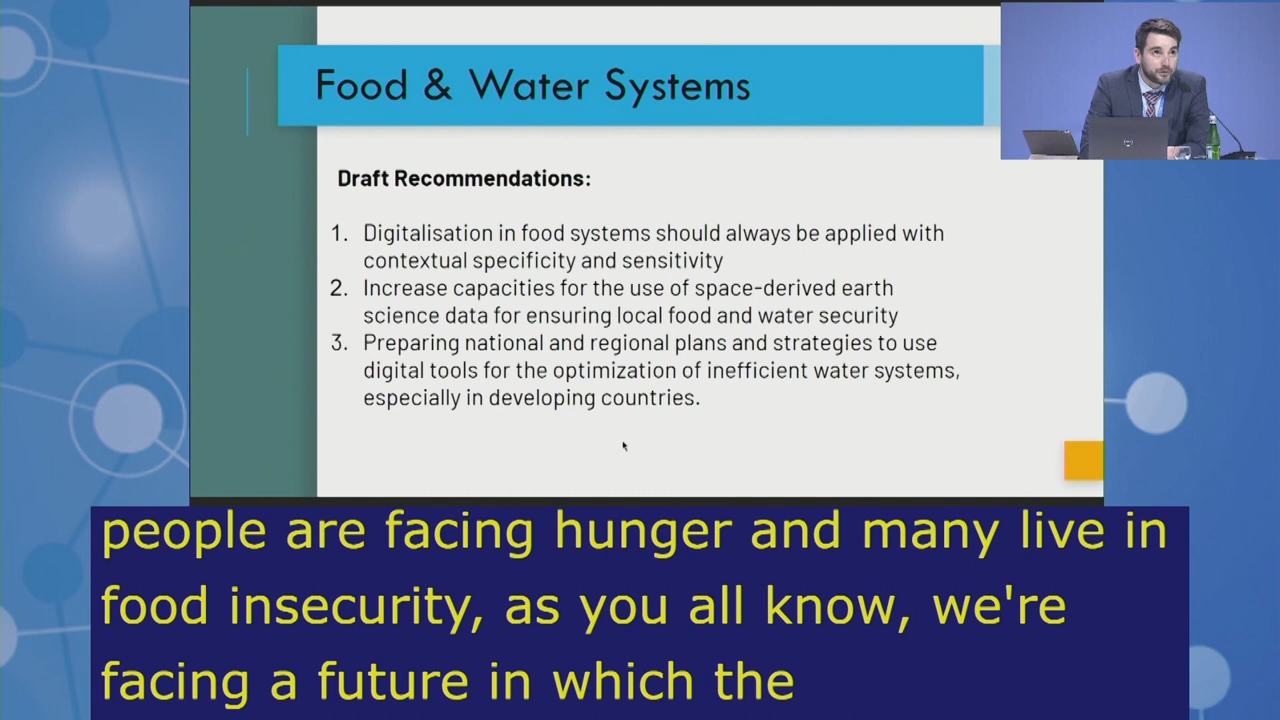 Food & Water Systems
Draft Recommendations:
1. Digitalisation in food systems should always be applied with
contextual specificity and sensitivity
2. Increase capacities for the use of space-derived earth
science data for ensuring local food and water security
3. Preparing national and regional plans and strategies to use
digital tools for the optimization of inefficient water systems,
especially in developing countries.
people are facing hunger and many live in
food insecurity, as you all know, we're
facing a future in which the